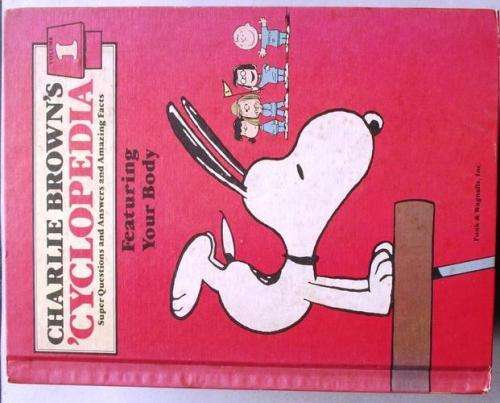 VOLUME
1
CHARLIE BROWN'S
'CYCLOPEDIA
Super Questions and Answers and Amazing Facts
Featuring
Your Body
Funk & Wagnalls, Inc.